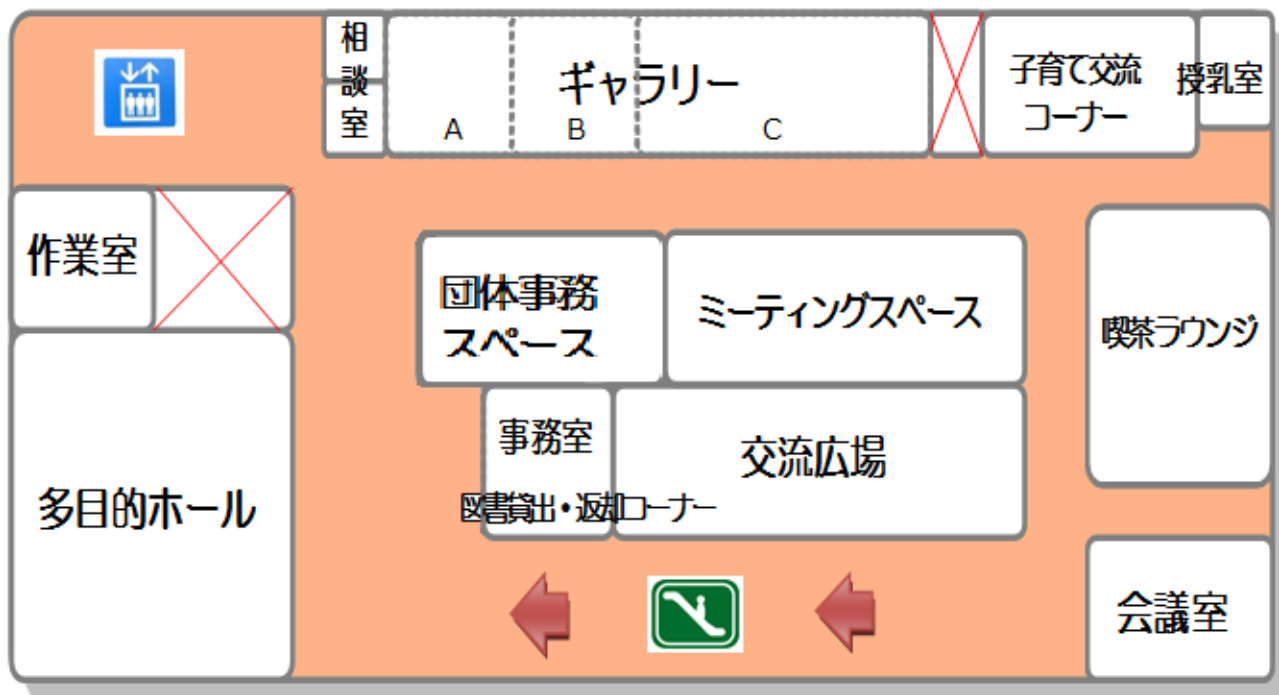 相談室
ギャラリー
A
B
C
子育て交流
コーナー
授乳室
作業室
団体事務
スペース
ミーティングスペース
喫茶ラウンジ
事務室
交流広場
図書貸出・返却コーナー
多目的ホール
会議室